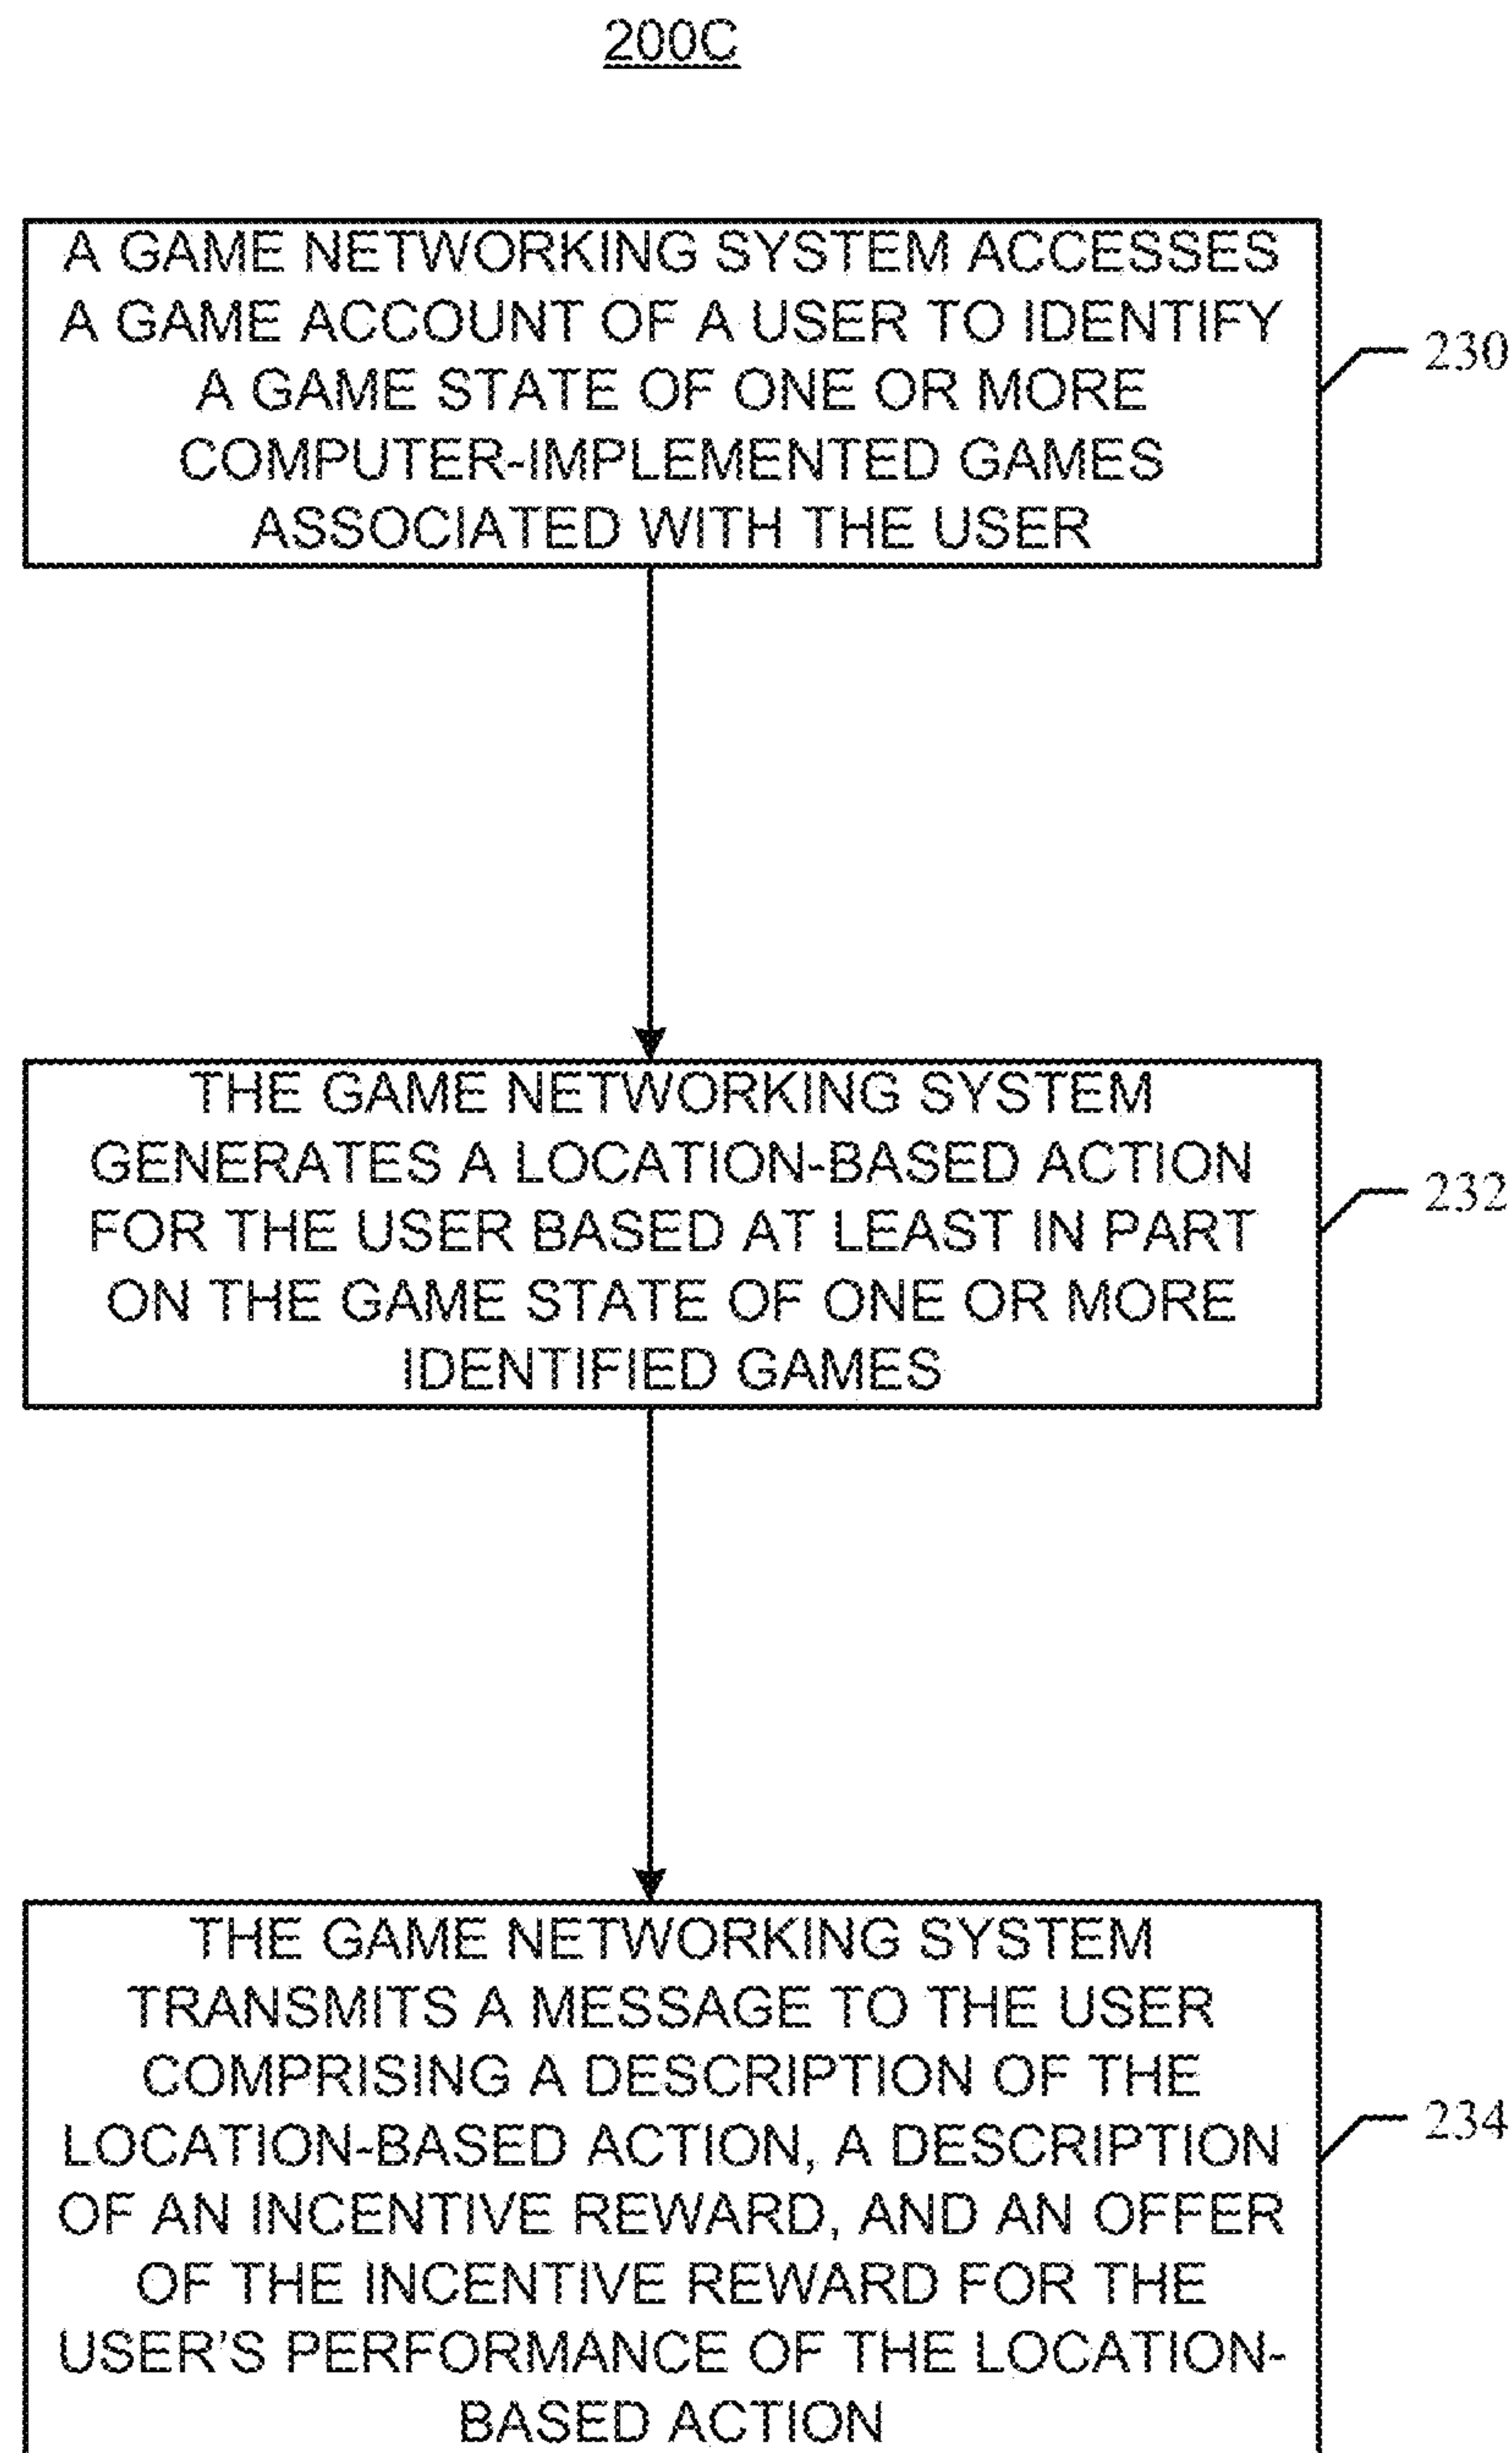 200C
A GAME NETWORKING SYSTEM ACCESSES
A GAME ACCOUNT OF A USER TO IDENTIFY
A GAME STATE OF ONE OR MORE
COMPUTER-IMPLEMENTED GAMES
ASSOCIATED WITH THE USER
230
THE GAME NETWORKING SYSTEM
GENERATES A LOCATION-BASED ACTION
FOR THE USER BASED AT LEAST IN PART
ON THE GAME STATE OF ONE OR MORE
IDENTIFIED GAMES
232
THE GAME NETWORKING SYSTEM
TRANSMITS A MESSAGE TO THE USER
COMPRISING A DESCRIPTION OF THE
LOCATION-BASED ACTION, A DESCRIPTION
OF AN INCENTIVE REWARD, AND AN OFFER
OF THE INCENTIVE REWARD FOR THE
USER'S PERFORMANCE OF THE LOCATION-
BASED ACTION
234